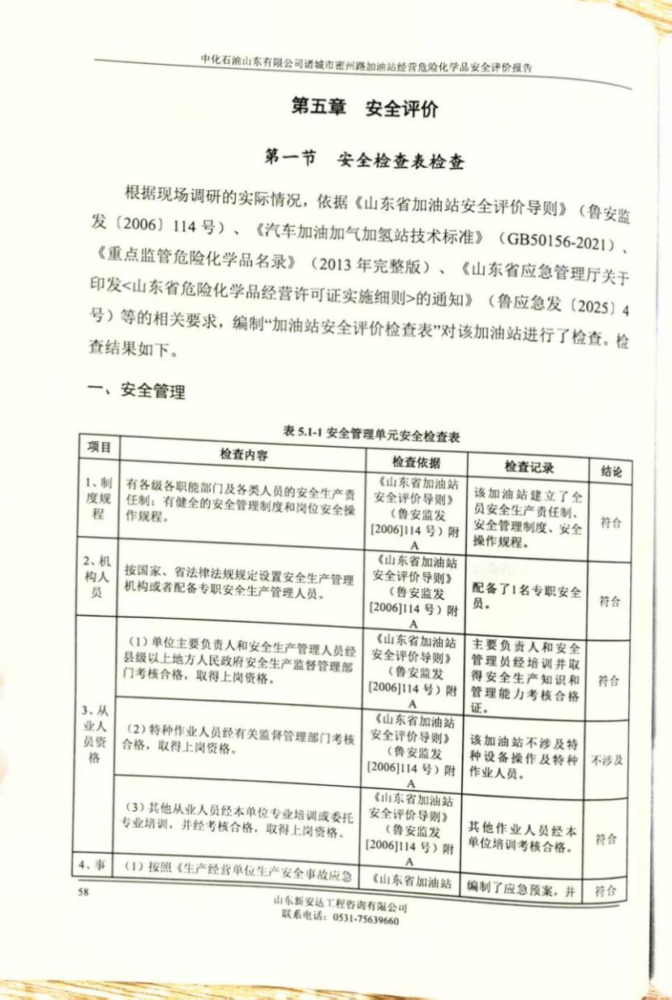 中化石油山东有限公司诸城市密州路加油站经营危险化学品安全评价报告
第五章 安全评价
第一节 安全检查表检查
根据现场调研的实际情况，依据《山东省加油站安全评价导则》（鲁安监
发〔2006〕114 号）、《汽车加油加气加氢站技术标准》（GB50156-2021）、
《重点监管危险化学品名录》（2013 年完整版）、《山东省应急管理厅关于
印发<山东省危险化学品经营许可证实施细则>的通知》（鲁应急发〔2025〕4
号）等的相关要求，编制“加油站安全评价检查表”对该加油站进行了检查。检
查结果如下。
一、安全管理
表 5.1-1 安全管理单元安全检查表
项目 检查内容 检查依据 检查记录 结论
1、制
度规
程
有各级各职能部门及各类人员的安全生产责
任制；有健全的安全管理制度和岗位安全操
作规程。
《山东省加油站
安全评价导则》
（鲁安监发
[2006]114 号）附
A
该加油站建立了全
员安全生产责任制、
安全管理制度、安全
操作规程。
符合
2、机
构人
员
按国家、省法律法规规定设置安全生产管理
机构或者配备专职安全生产管理人员。
《山东省加油站
安全评价导则》
（鲁安监发
[2006]114 号）附
A
配备了1名专职安全
员。
符合
3、从
业人
员资
格
（1）单位主要负责人和安全生产管理人员经
县级以上地方人民政府安全生产监督管理部
门考核合格，取得上岗资格。
《山东省加油站
安全评价导则》
（鲁安监发
[2006]114 号）附
A
主要负责人和安全
管理员经培训并取
得安全生产知识和
管理能力考核合格
证。
符合
（2）特种作业人员经有关监督管理部门考核
合格，取得上岗资格。
《山东省加油站
安全评价导则》
（鲁安监发
[2006]114 号）附
A
该加油站不涉及特
种设备操作及特种
作业人员。
不涉及
（3）其他从业人员经本单位专业培训或委托
专业培训，并经考核合格，取得上岗资格。
《山东省加油站
安全评价导则》
（鲁安监发
[2006]114 号）附
A
其他作业人员经本
单位培训考核合格。
符合
4、事
（1）按照《生产经营单位生产安全事故应急
《山东省加油站
编制了应急预案，并
符合
58
山东新安达工程咨询有限公司
联系电话：0531-75639660